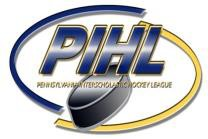 PIHL
PENNSYLVANIA INTERSCHOLASTIC HOCKEY LEAGUE